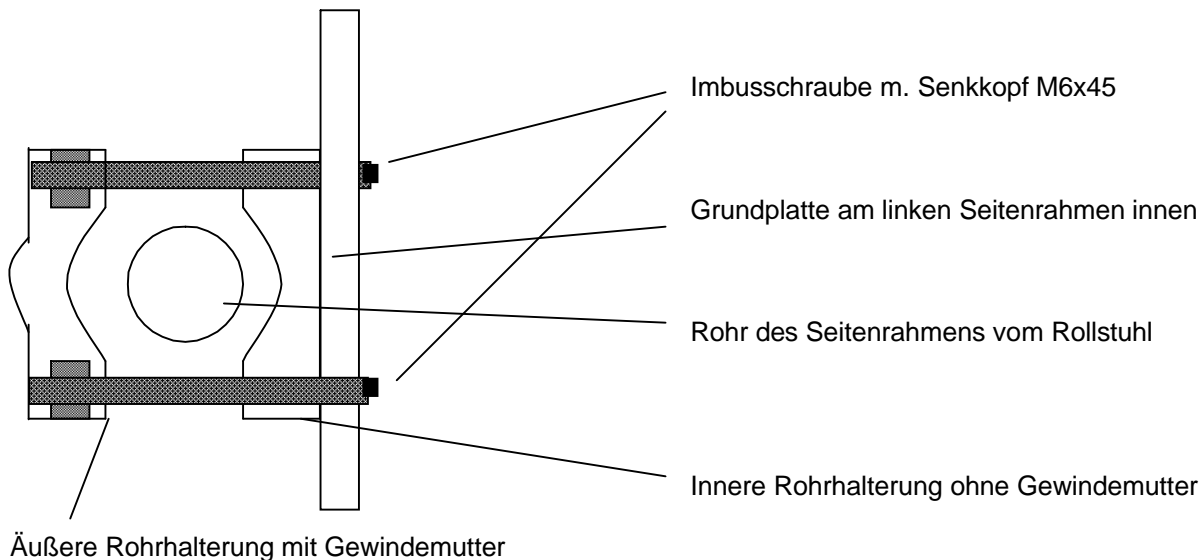 Imbusschraube m. Senkkopf M6x45
Grundplatte am linken Seitenrahmen innen
Rohr des Seitenrahmens vom Rollstuhl
Innere Rohrhalterung ohne Gewindemutter
Äußere Rohrhalterung mit Gewindemutter